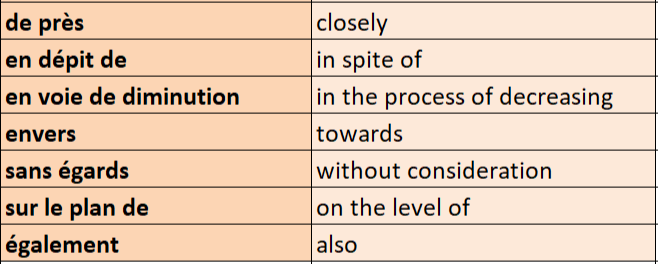 de près closely
en dépit de in spite of
en voie de diminution in the process of decreasing
envers towards
sans égards without consideration
sur le plan de on the level of
également also